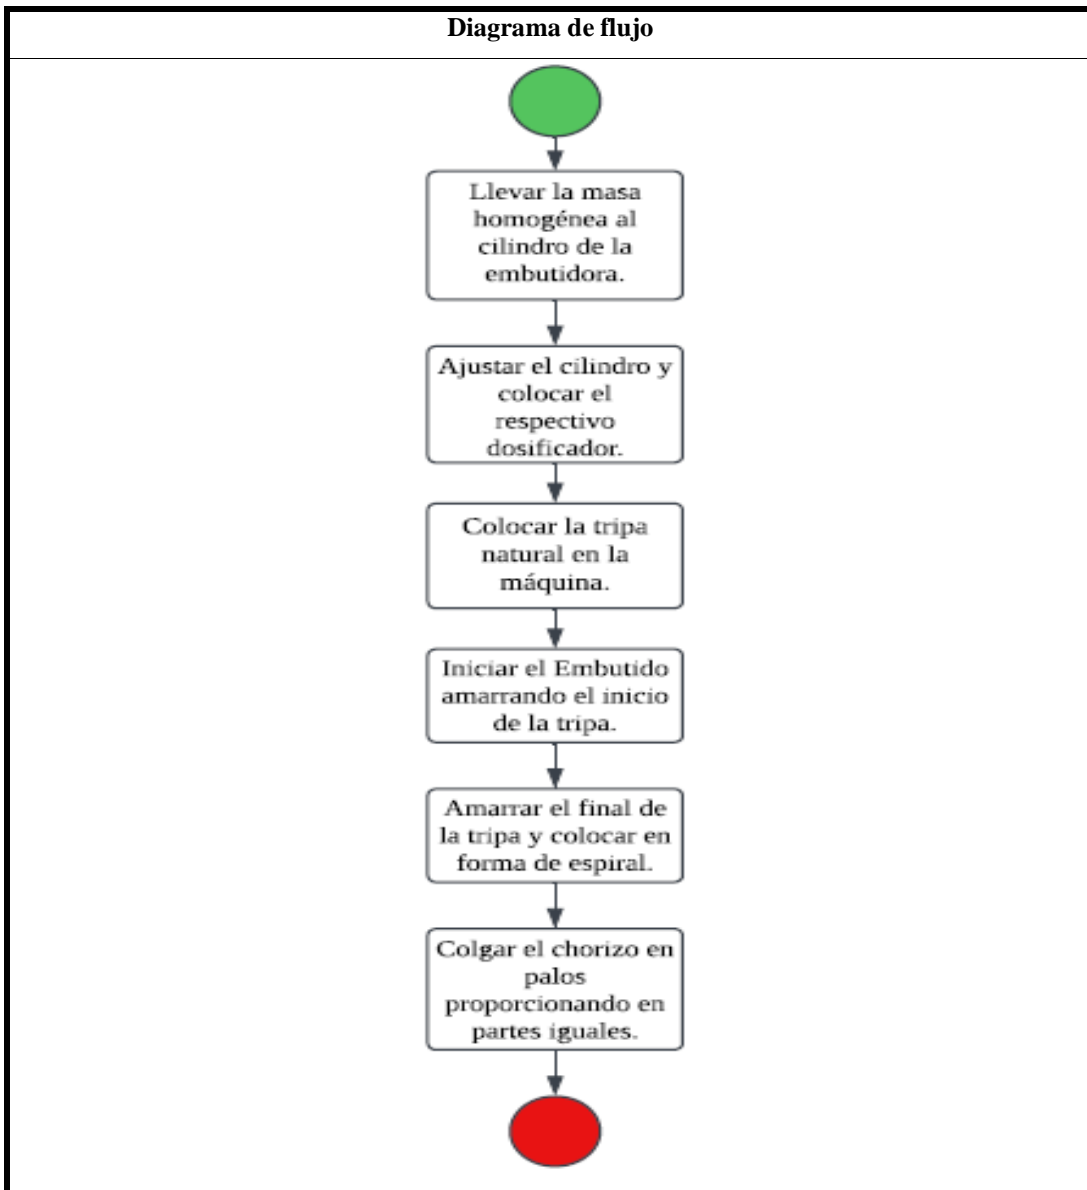 Diagrama de flujo
Llevar la masa
homogénea al
cilindro de la
embutidora.
Ajustar el cilindro y
colocar el
respectivo
dosificador.
Colocar la tripa
natural en la
máquina.
Iniciar el Embutido
amarrando el inicio
de la tripa.
Amarrar el final de
la tripa y colocar en
forma de espiral.
Colgar el chorizo en
palos
proporcionando en
partes iguales.